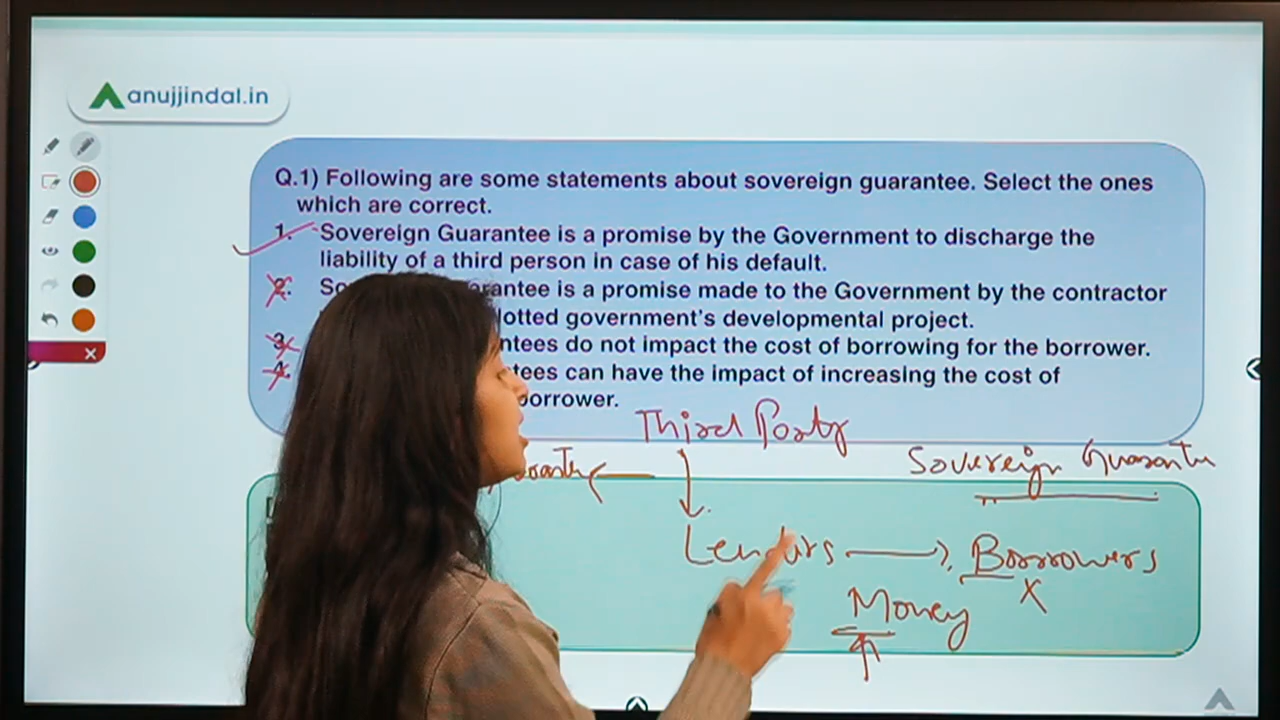 anujjindal.in
Q.1) Following are some statements about sovereign guarantee. Select the ones
which are correct.
1. Sovereign Guarantee is a promise by the Government to discharge the
liability of a third person in case of his default.
2. So rantee is a promise made to the Government by the contractor
lotted government's developmental project.
3. ntees do not impact the cost of borrowing for the borrower.
4. tees can have the impact of increasing the cost of
borrower.
Third Party
Sovereign Guarantee
Lenders Borrowers
X
Money